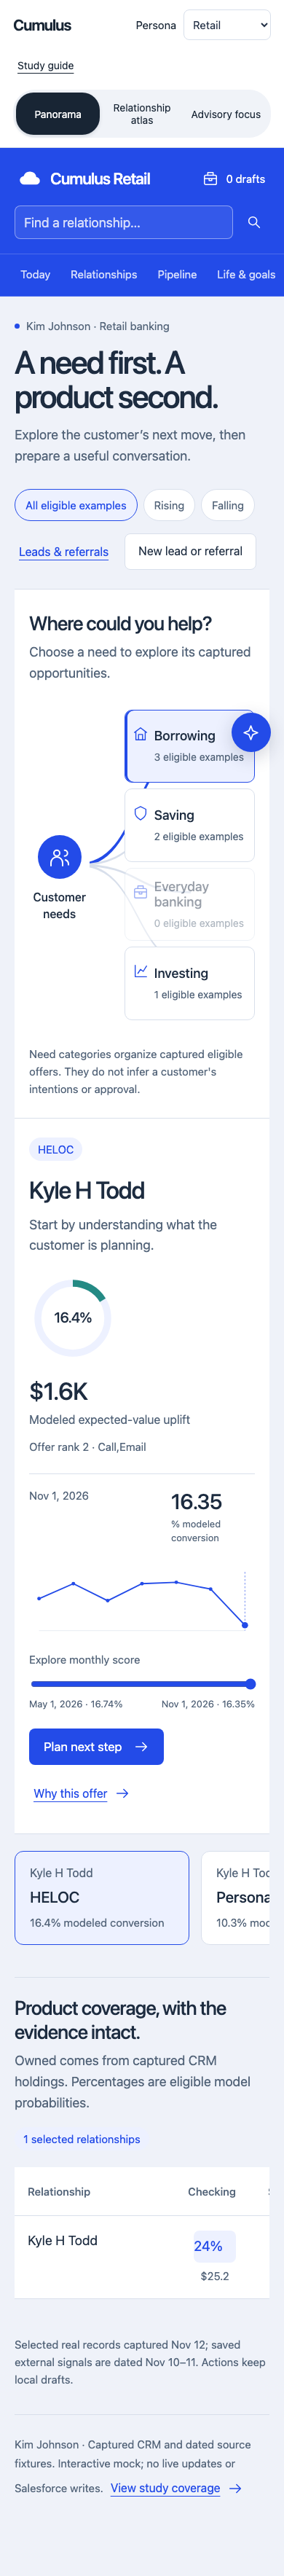 Cumulus
Persona
Retail
Study guide
Panorama
Relationship
atlas
Advisory focus
Cumulus Retail
0 drafts
Find a relationship...
Today
Relationships
Pipeline
Life & goals
Kim Johnson · Retail banking
A need first. A
product second.
Explore the customer's next move, then
prepare a useful conversation.
All eligible examples
Rising
Falling
Leads & referrals
New lead or referral
Where could you help?
Choose a need to explore its captured
opportunities.
Borrowing
3 eligible examples
Saving
2 eligible examples
Customer
needs
Everyday
banking
0 eligible examples
Investing
1 eligible examples
Need categories organize captured eligible
offers. They do not infer a customer's
intentions or approval.
HELOC
Kyle H Todd
Start by understanding what the
customer is planning.
16.4%
$1.6K
Modeled expected-value uplift
Offer rank 2 · Call,Email
Nov 1, 2026
16.35
% modeled
conversion
Explore monthly score
May 1, 2026 · 16.74%
Nov 1, 2026 · 16.35%
Plan next step
Why this offer
Kyle H Todd
HELOC
16.4% modeled conversion
Kyle H Tod
Persona
10.3% mod
Product coverage, with the
evidence intact.
Owned comes from captured CRM
holdings. Percentages are eligible model
probabilities.
1 selected relationships
Relationship
Checking
Kyle H Todd
24%
$25.2
Selected real records captured Nov 12; saved
external signals are dated Nov 10–11. Actions keep
local drafts.
Kim Johnson · Captured CRM and dated source
fixtures. Interactive mock; no live updates or
Salesforce writes. View study coverage